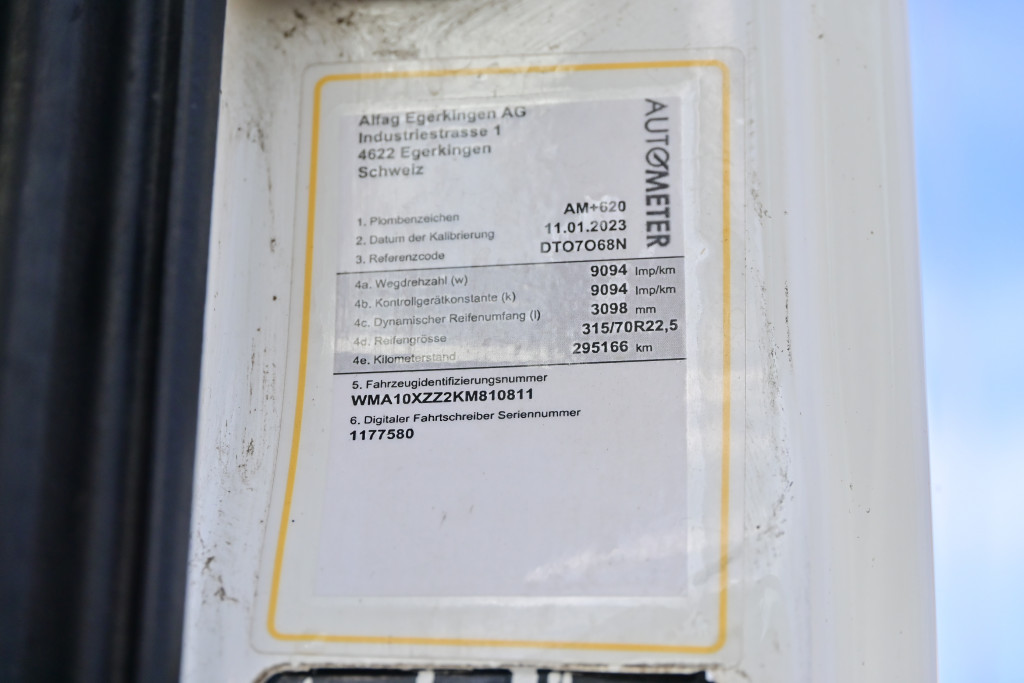 Alfag Egerkingen AG
Industriestrasse 1
4622 Egerkingen
Schweiz
AUTOMETER
1. Plombenzeichen AM+620
2. Datum der Kalibrierung 11.01.2023
3. Referenzcode DTO7O68N
4a. Wegdrehzahl (w) 9094 Imp/km
4b. Kontrollgerätkonstante (k) 9094 Imp/km
4c. Dynamischer Reifenumfang (l) 3098 mm
4d. Reifengrösse 315/70R22,5
4e. Kilometerstand 295166 km
5. Fahrzeugidentifizierungsnummer
WMA10XZZ2KM810811
6. Digitaler Fahrtschreiber Seriennummer
1177580